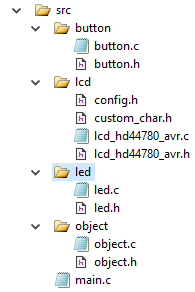 src
button
button.c
button.h
lcd
config.h
custom_char.h
lcd_hd44780_avr.c
lcd_hd44780_avr.h
led
led.c
led.h
object
object.c
object.h
main.c